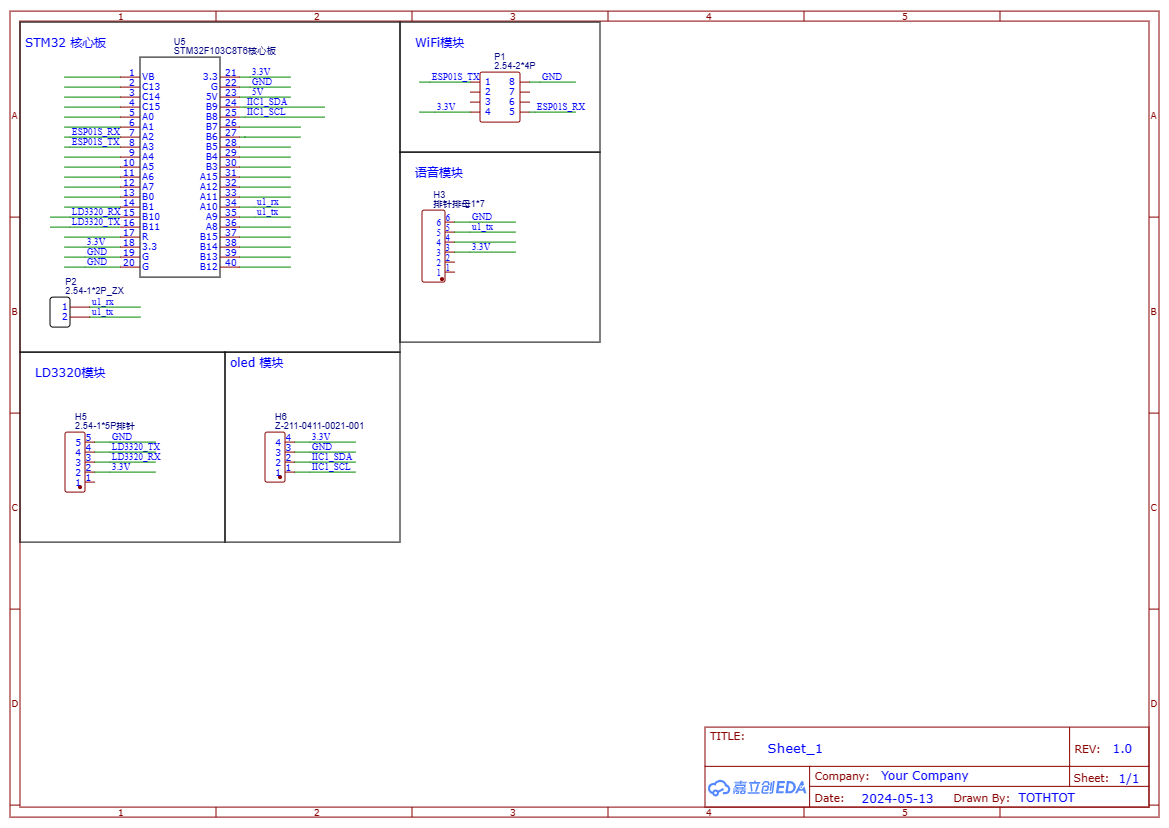 1 2 3 4 5
A
B
C
D
A
B
C
D
1 2 3 4 5
STM32 核心板
U5
STM32F103C8T6核心板
1 VB 3.3 21 3.3V
2 C13 G 22 GND
3 C14 5V 23 5V
4 C15 B9 24 IIC1_SDA
5 A0 B8 25 IIC1_SCL
6 A1 B7 26
ESP01S_RX 7 A2 B6 27
ESP01S_TX 8 A3 B5 28
9 A4 B4 29
10 A5 B3 30
11 A6 A15 31
12 A7 A12 32
13 B0 A11 33
14 B1 A10 34 u1_rx
LD3320_RX 15 B10 A9 35 u1_tx
LD3320_TX 16 B11 A8 36
17 R B15 37
3.3V 18 3.3 B14 38
GND 19 G B13 39
GND 20 G B12 40
P2
2.54-1*2P_ZX
1 u1_rx
2 u1_tx
WiFi模块
P1
2.54-2*4P
ESP01S_TX 1 8 GND
2 7
3 6 ESP01S_RX
3.3V 4 5
语音模块
H3
排针排母1*7
6 6 GND
5 5 u1_tx
4 4
3 3 3.3V
2 2
1 1
LD3320模块
H5
2.54-1*5P排针
5 5 GND
4 4 LD3320_TX
3 3 LD3320_RX
2 2 3.3V
1 1
oled 模块
H6
Z-211-0411-0021-001
4 4 3.3V
3 3 GND
2 2 IIC1_SDA
1 1 IIC1_SCL
TITLE:
Sheet_1
REV: 1.0
嘉立创EDA
Company: Your Company
Sheet: 1/1
Date: 2024-05-13 Drawn By: TOTHTOT